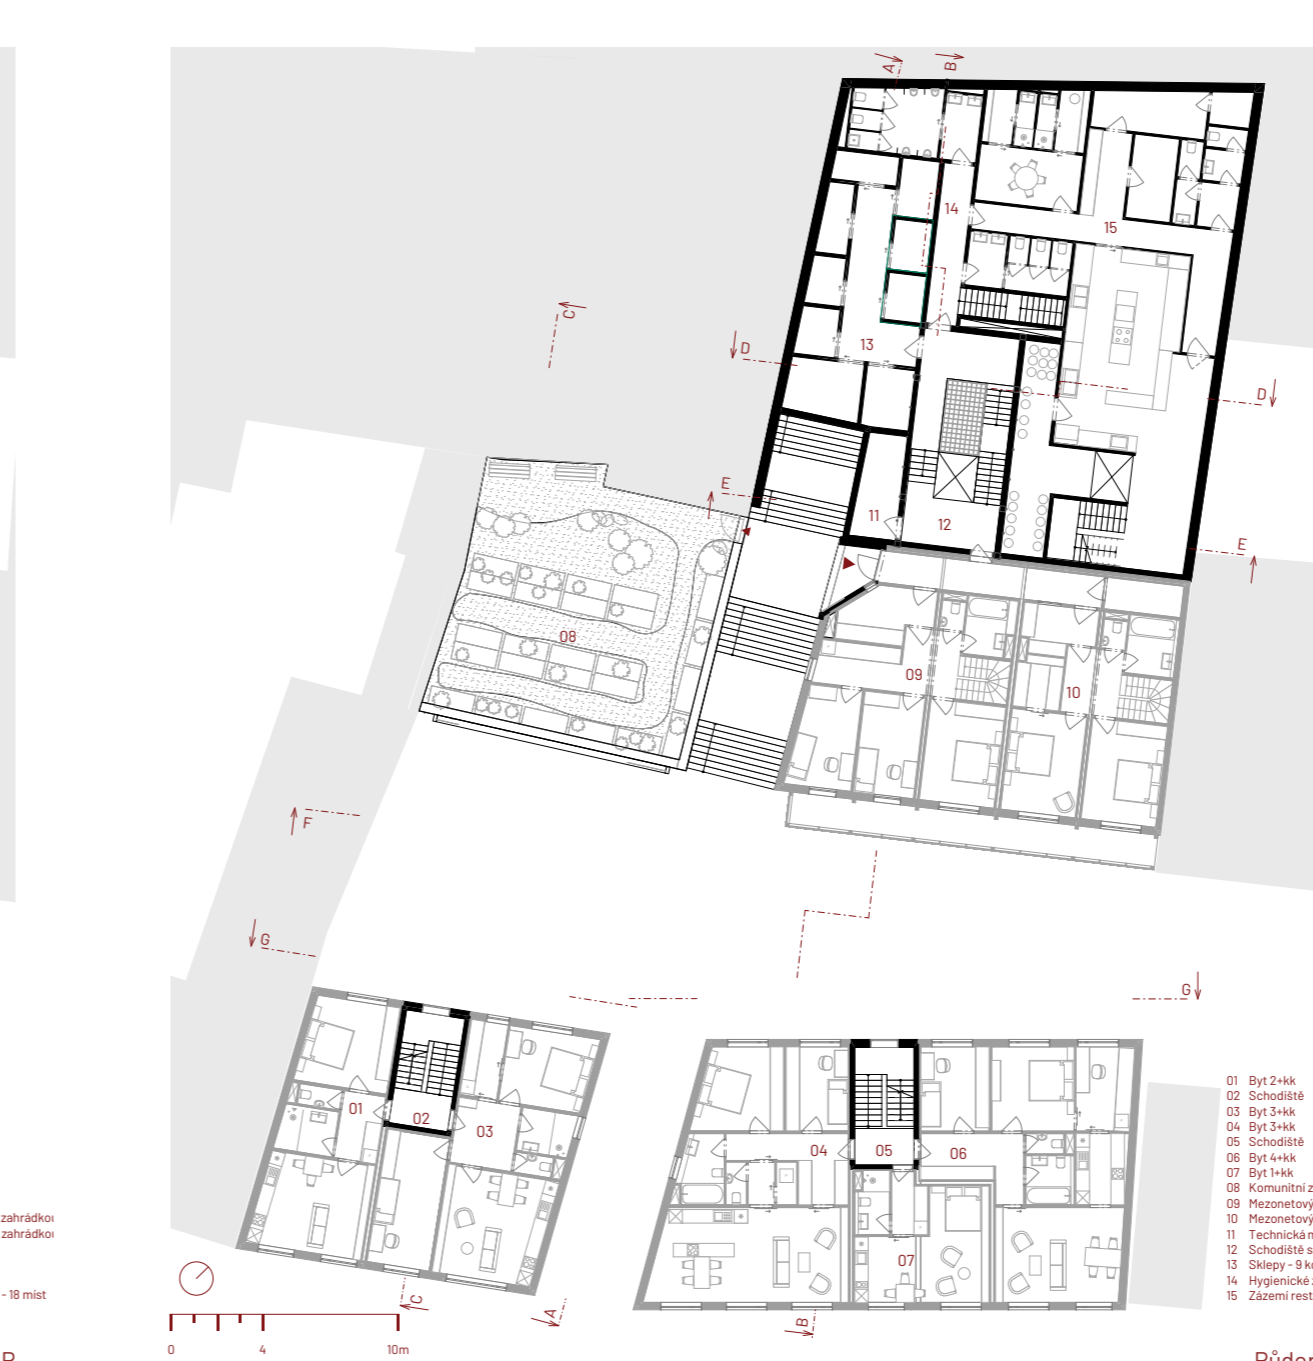 A
B
14
15
C
D
13
D
E
11
12
E
08
09
10
F
G
G
01
02
03
04
05
06
07
01 Byt 2+kk
02 Schodiště
03 Byt 3+kk
04 Byt 3+kk
05 Schodiště
06 Byt 4+kk
07 Byt 1+kk
08 Komunitní z
09 Mezonetový
10 Mezonetový
11 Technická m
12 Schodiště s
13 Sklepy - 9 k
14 Hygienické
15 Zázemí rest
zahrádkou
zahrádkou
- 18 míst
C
A
B
0 4 10m
P
Půdor